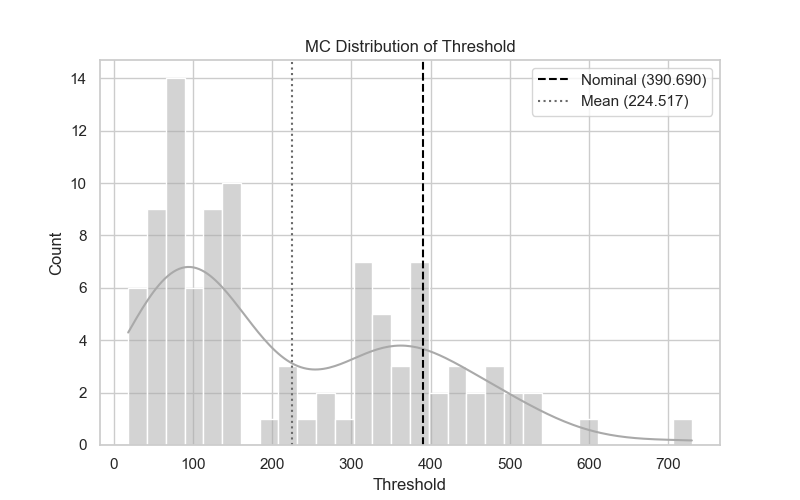 MC Distribution of Threshold
Nominal (390.690)
Mean (224.517)
Count
14
12
10
8
6
4
2
0
0 100 200 300 400 500 600 700
Threshold